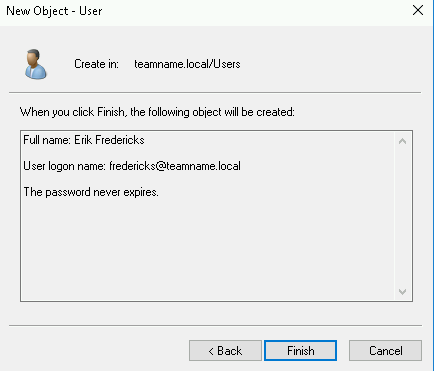 New Object - User
Create in: teamname.local/Users
When you click Finish, the following object will be created:
Full name: Erik Fredericks
User logon name: fredericks@teamname.local
The password never expires.
< Back
Finish
Cancel